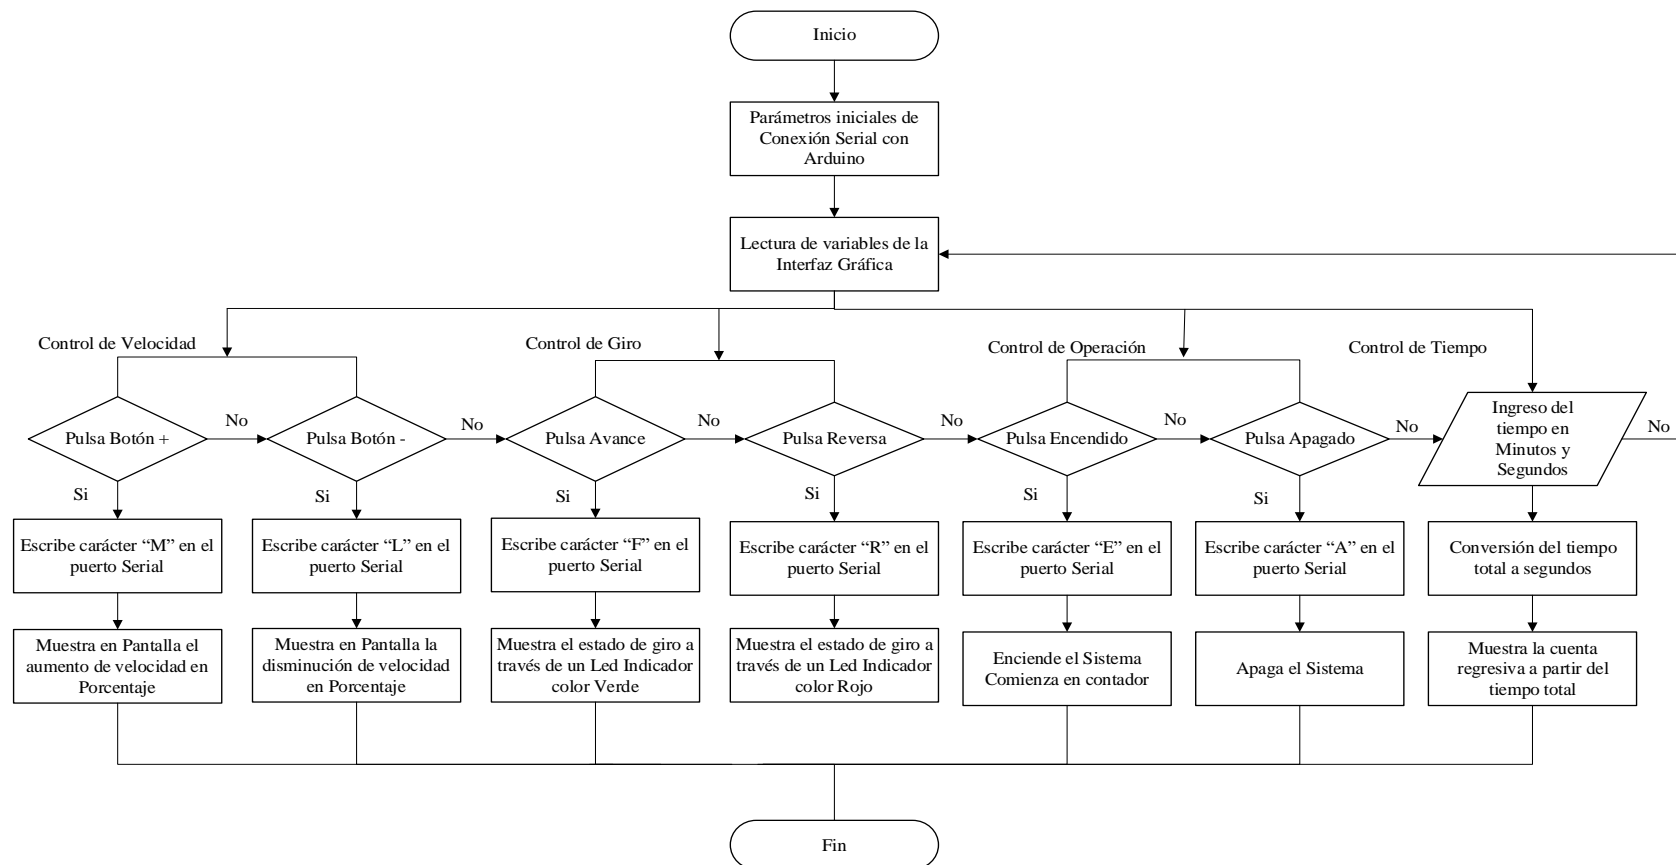 Inicio
Parámetros iniciales de
Conexión Serial con
Arduino
Lectura de variables de la
Interfaz Gráfica
Control de Velocidad
Control de Giro
Control de Operación
Control de Tiempo
Pulsa Botón +
No
Pulsa Botón -
No
Pulsa Avance
No
Pulsa Reversa
No
Pulsa Encendido
No
Pulsa Apagado
No
Ingreso del
tiempo en
Minutos y
Segundos
No
Si
Si
Si
Si
Si
Si
Escribe carácter “M” en el
puerto Serial
Escribe carácter “L” en el
puerto Serial
Escribe carácter “F” en el
puerto Serial
Escribe carácter “R” en el
puerto Serial
Escribe carácter “E” en el
puerto Serial
Escribe carácter “A” en el
puerto Serial
Conversión del tiempo
total a segundos
Muestra en Pantalla el
aumento de velocidad en
Porcentaje
Muestra en Pantalla la
disminución de velocidad
en Porcentaje
Muestra el estado de giro a
través de un Led Indicador
color Verde
Muestra el estado de giro a
través de un Led Indicador
color Rojo
Enciende el Sistema
Comienza en contador
Apaga el Sistema
Muestra la cuenta
regresiva a partir del
tiempo total
Fin